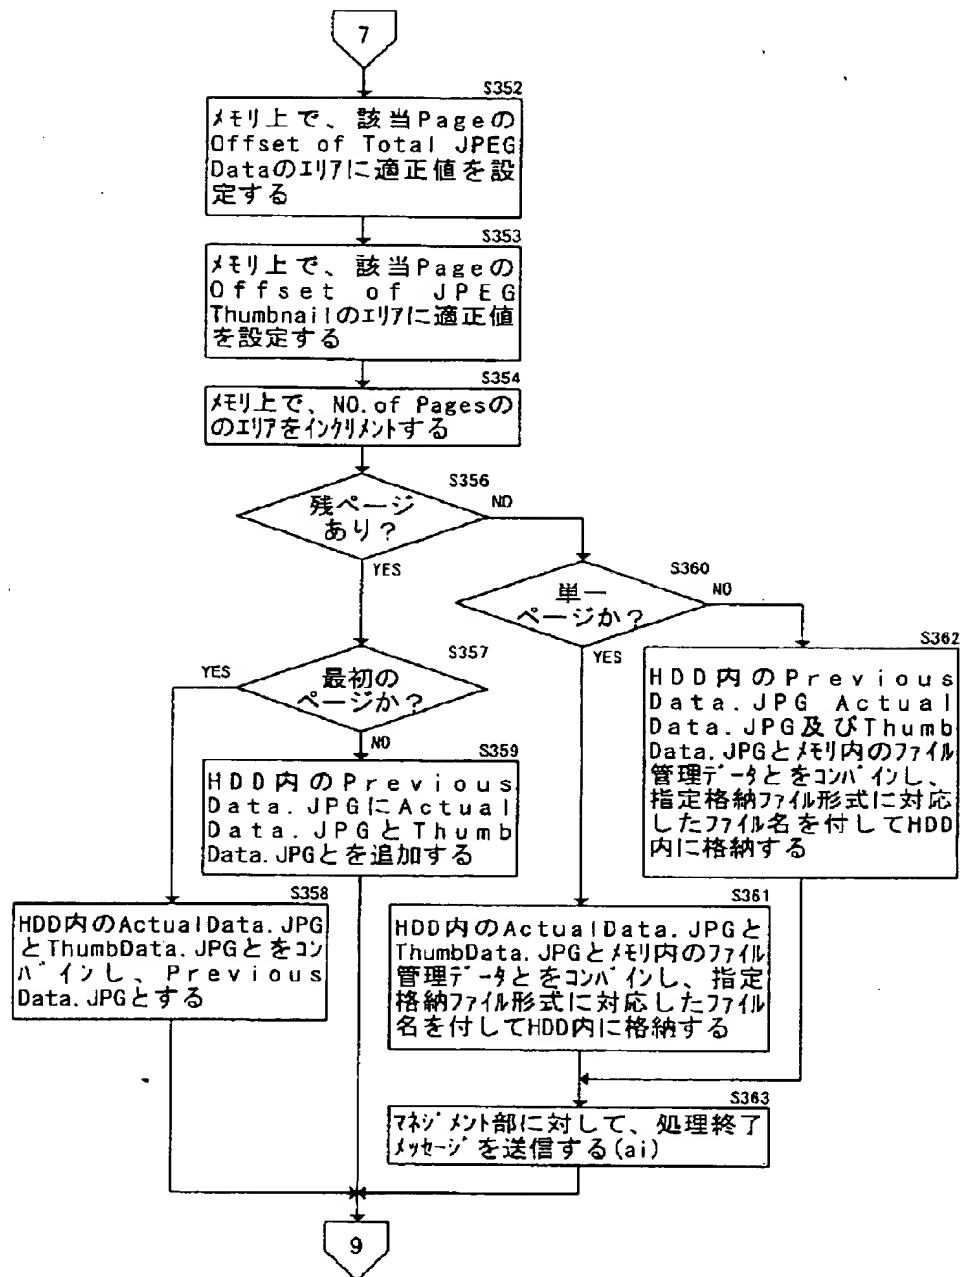 7
S352
メモリ上で、該当Pageの
Offset of Total JPEG
Dataのエリアに適正値を設
定する
S353
メモリ上で、該当Pageの
Offset of JPEG
Thumbnailのエリアに適正値
を設定する
S354
メモリ上で、NO.of Pagesの
のエリアをインクリメントする
S356
残ページ
あり?
NO
YES
S360
単一
ページか?
NO
YES
S357
最初の
ページか?
YES
NO
S362
HDD内のPrevious
Data.JPG Actual
Data.JPG及びThumb
Data.JPGとメモリ内のファイル
管理データとをコンバインし、
指定格納ファイル形式に対応
したファイル名を付してHDD
内に格納する
S359
HDD内のPrevious
Data.JPGにActual
Data.JPGとThumb
Data.JPGとを追加する
S358
HDD内のActualData.JPG
とThumbData.JPGとをコン
バインし、Previous
Data.JPGとする
S361
HDD内のActualData.JPGと
ThumbData.JPGとメモリ内のファイル
管理データとをコンバインし、指定
格納ファイル形式に対応したファイル
名を付してHDD内に格納する
S363
マネジメント部に対して、処理終了
メッセージを送信する(ai)
9